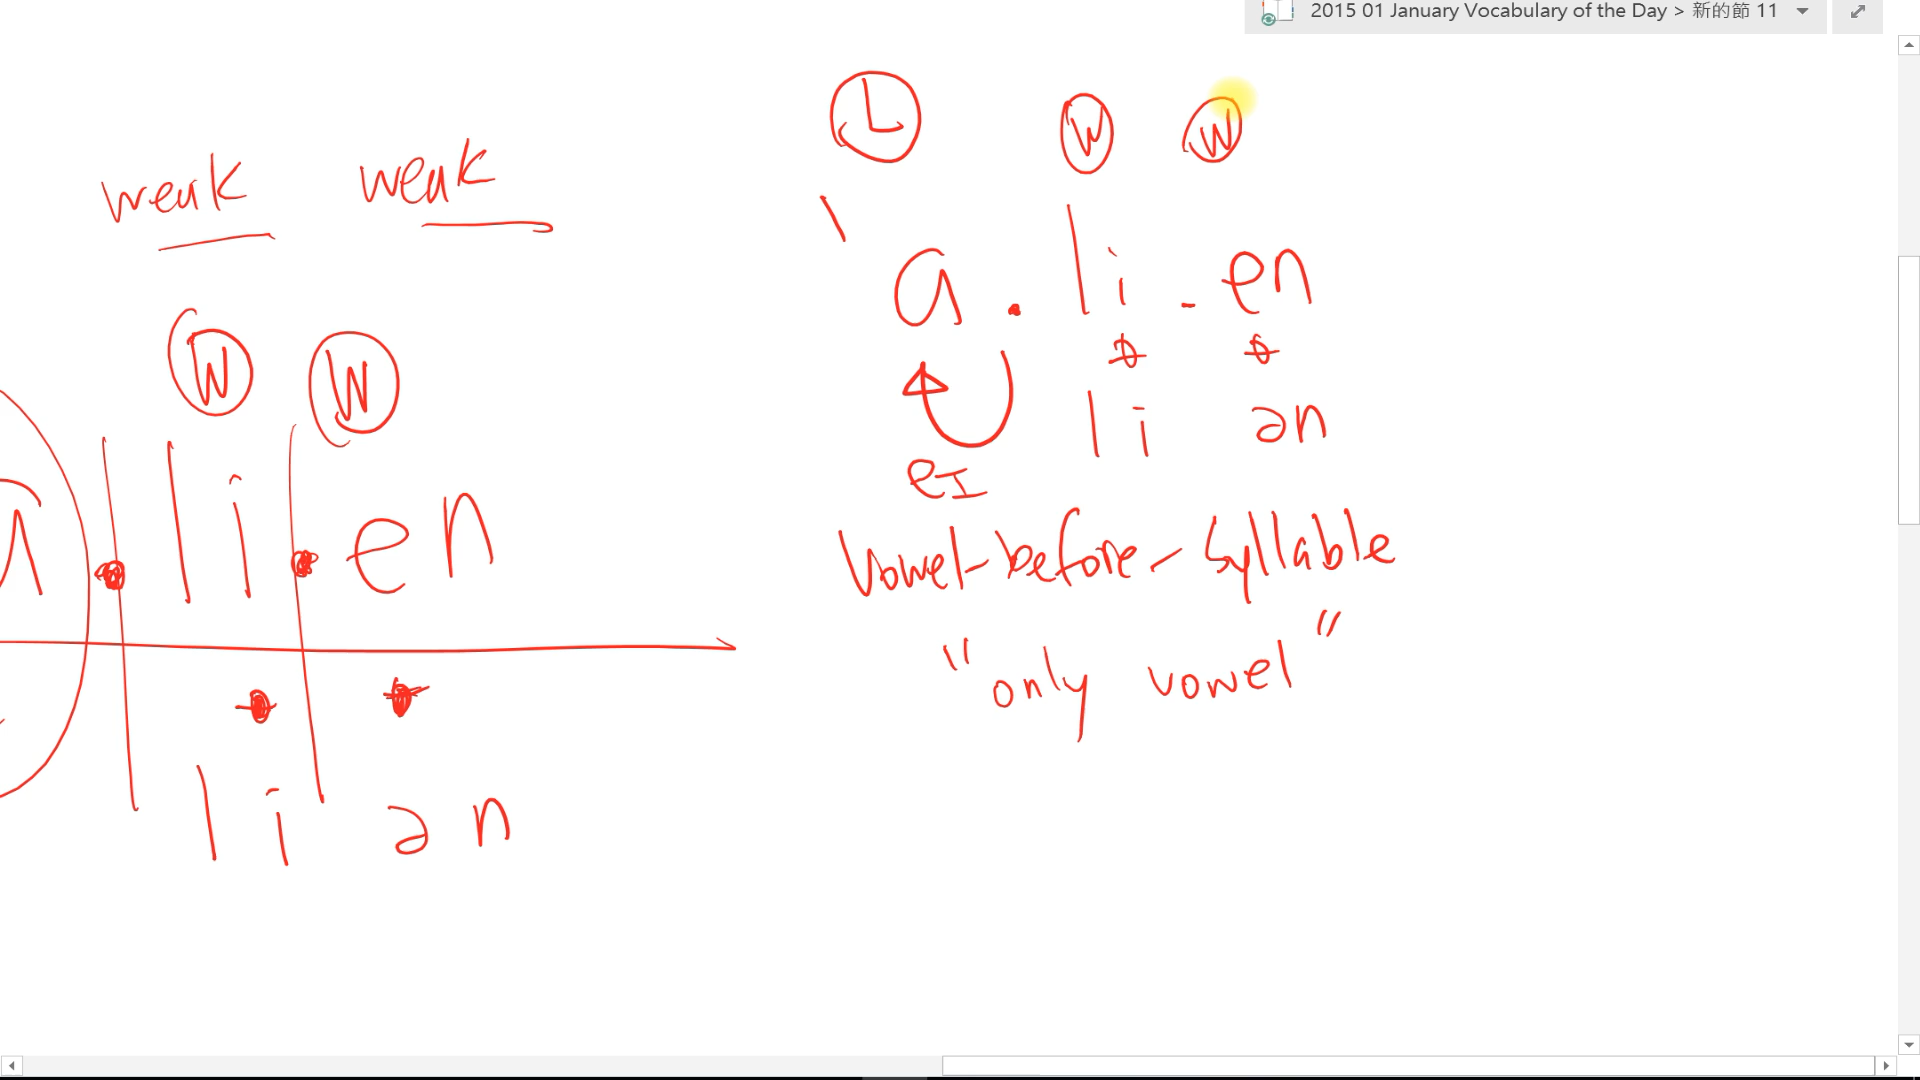 2015 01 January Vocabulary of the Day > 新的節 11
weak weak
W W
li . en
li ən
L W W
a . li . en
li ən
eI
Vowel-before-Syllable
"only vowel"